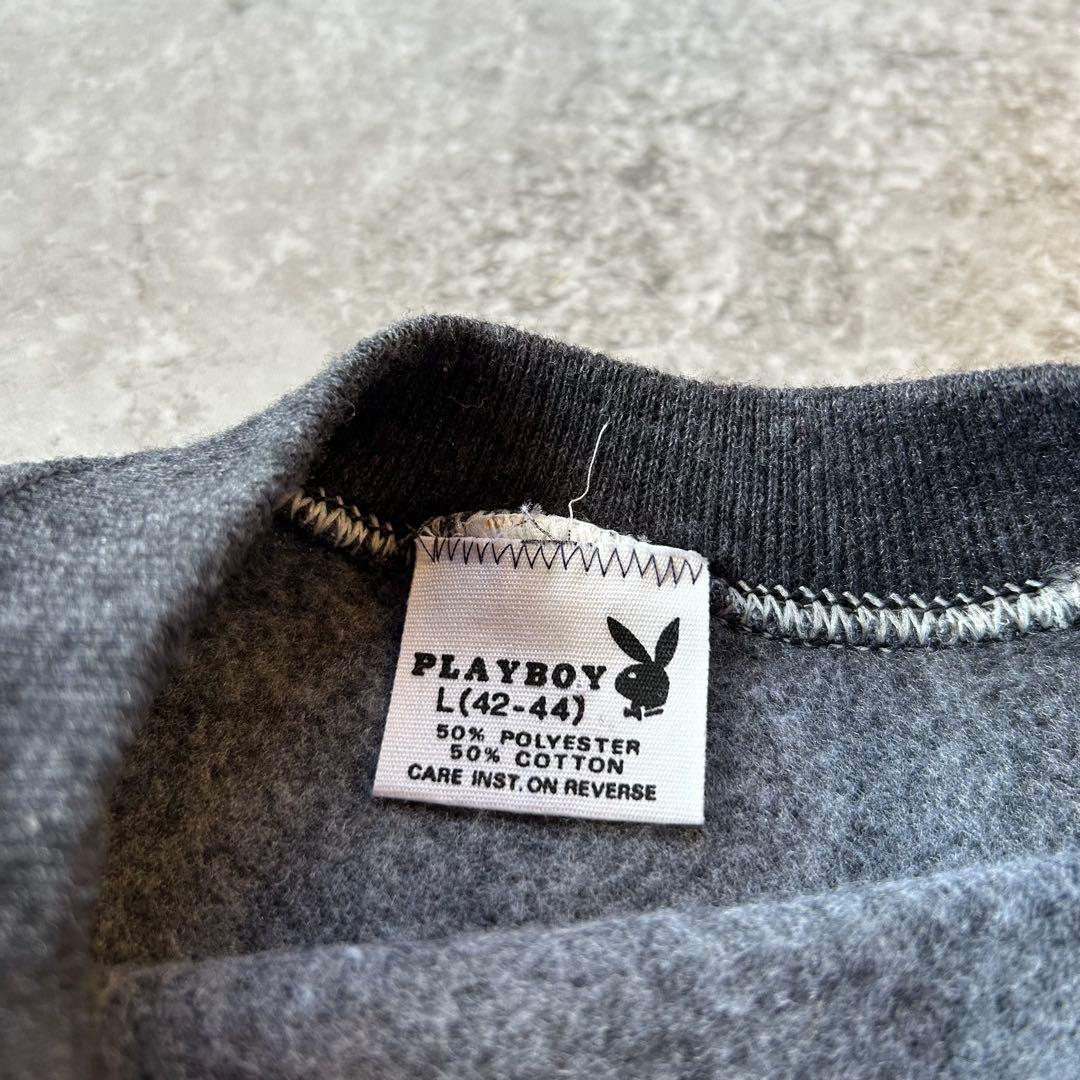 PLAYBOY
L(42-44)
50% POLYESTER
50% COTTON
CARE INST. ON REVERSE